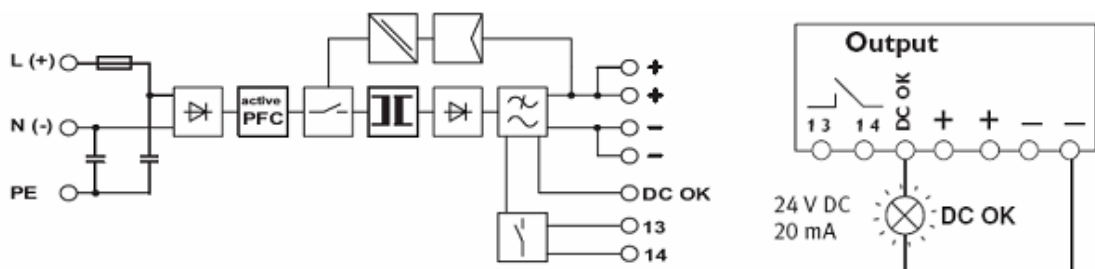 L (+)
N (-)
PE
active
PFC
+
+
–
–
DC OK
13
14
Output
13 14 DC OK + + – –
24 V DC
20 mA
DC OK